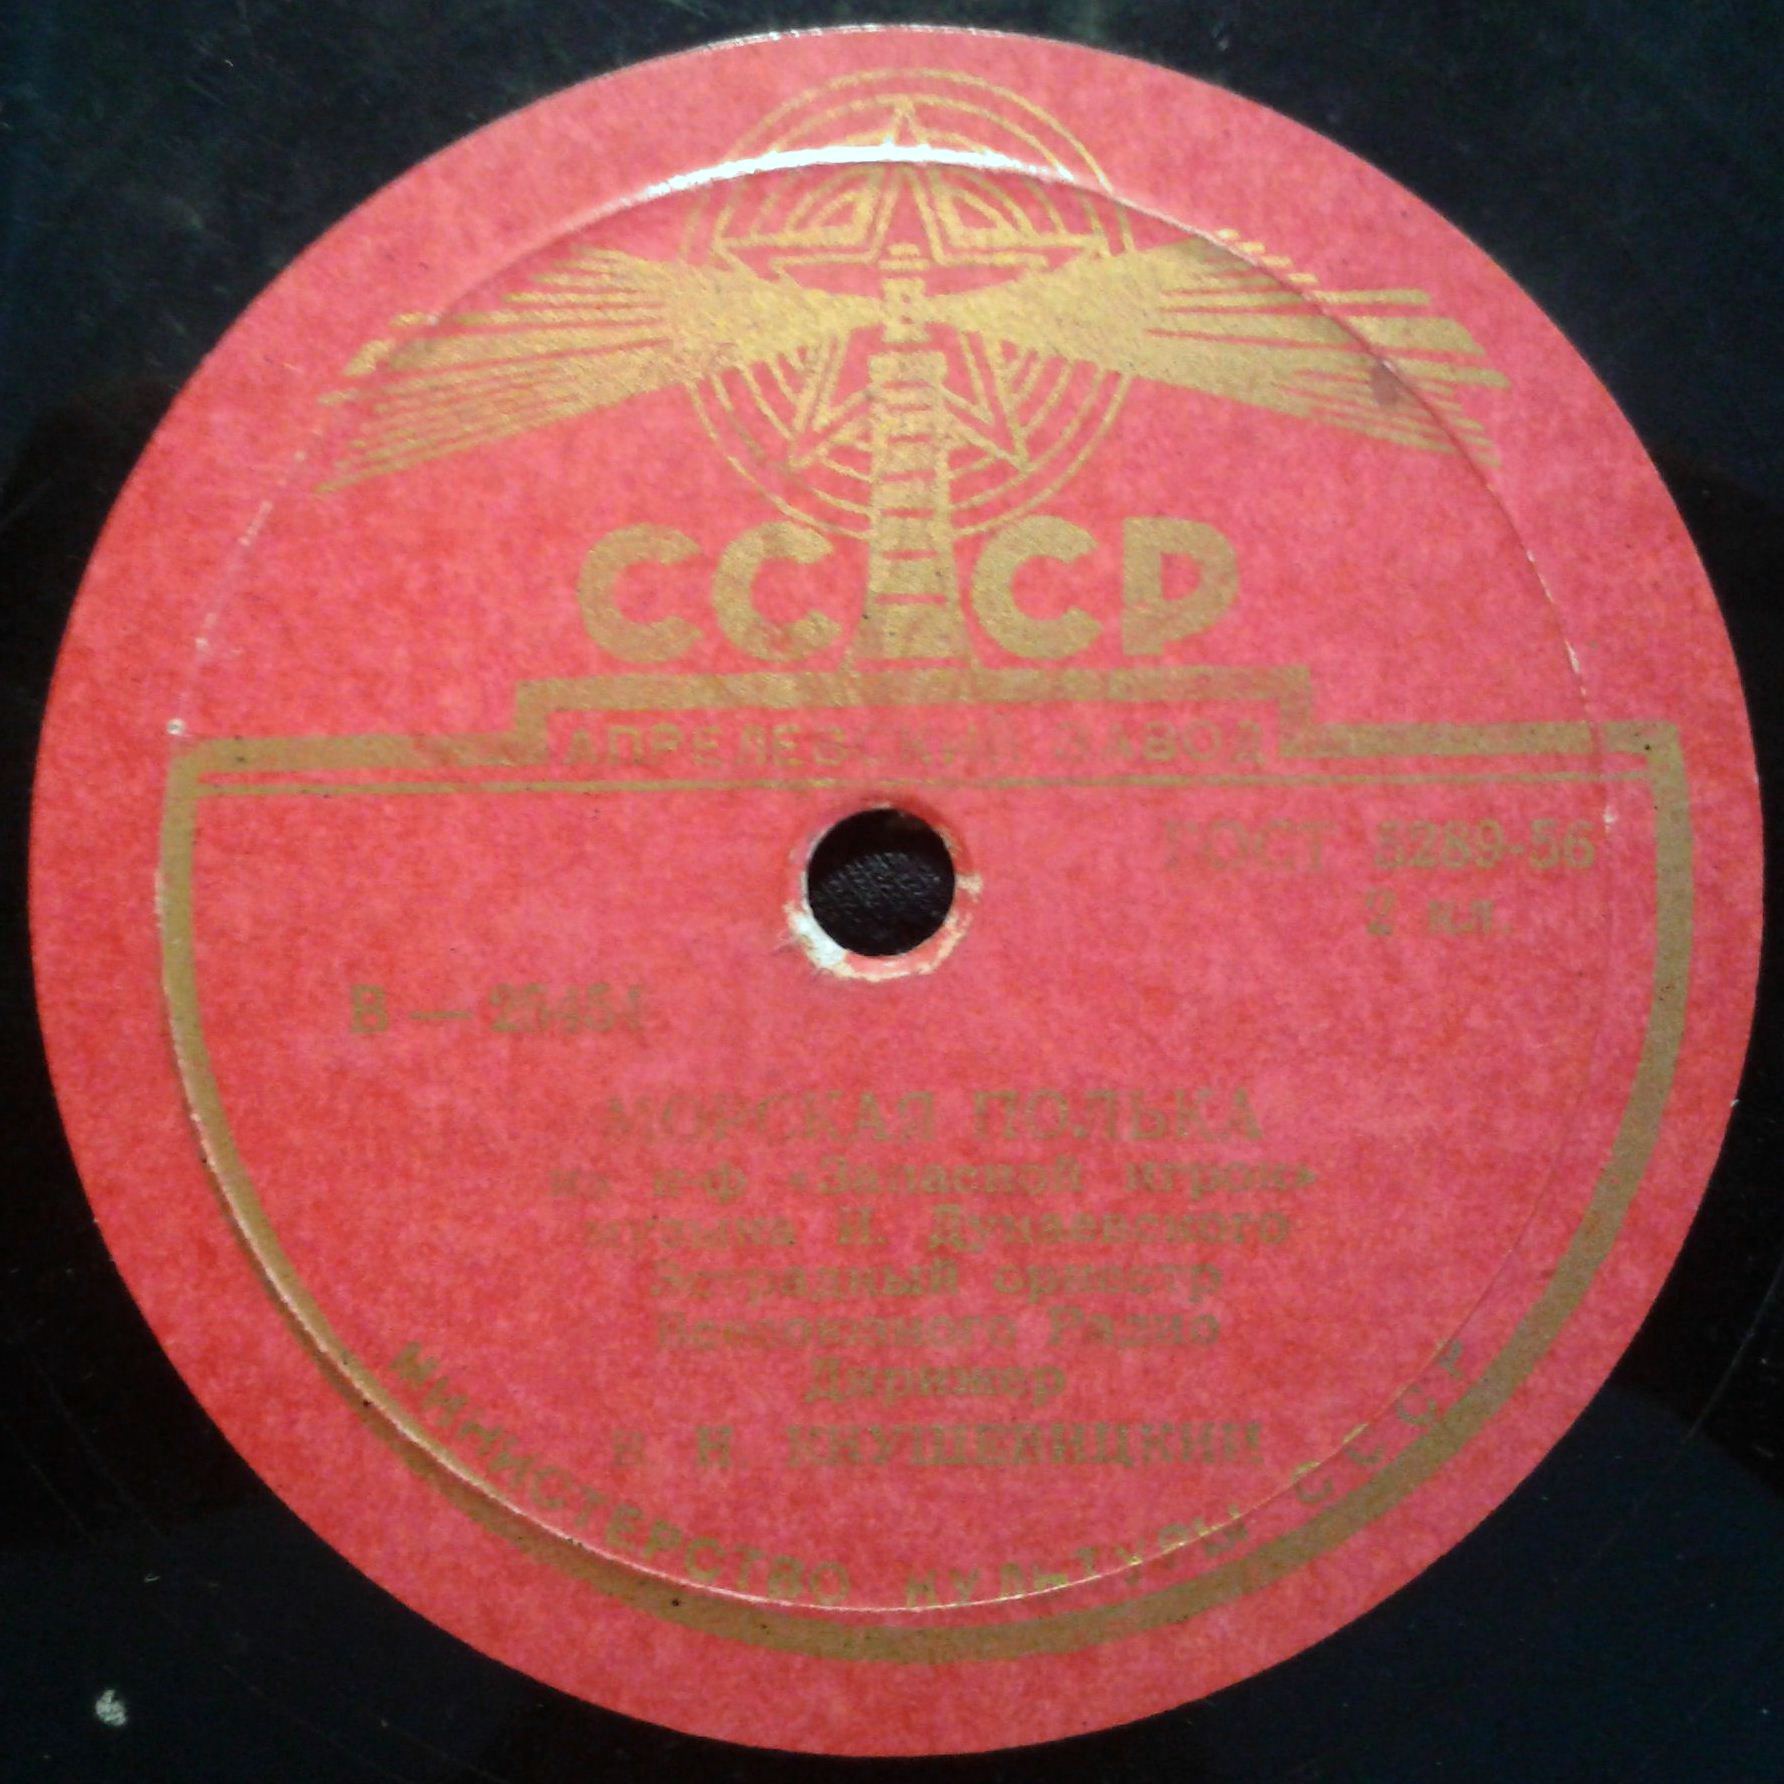 СССР
АПРЕЛЕВСКИЙ ЗАВОД
ГОСТ 5289-56
2 кл.
В — 25454
МОРСКАЯ ПОЛЬКА
из к-ф «Запасной игрок»
музыка И. Дунаевского
Эстрадный оркестр
Всесоюзного Радио
Дирижер
В. Н. КНУШЕВИЦКИЙ
МИНИСТЕРСТВО КУЛЬТУРЫ СССР